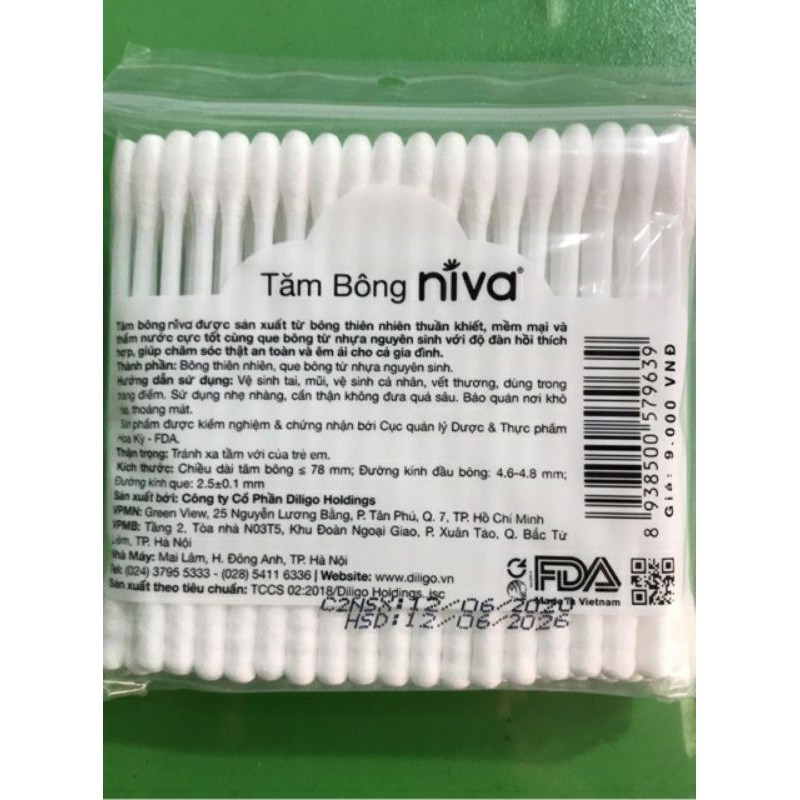 Tăm Bông niva®
Tăm bông niva được sản xuất từ bông thiên nhiên thuần khiết, mềm mại và
thấm nước cực tốt cùng que bông từ nhựa nguyên sinh với độ đàn hồi thích
hợp, giúp chăm sóc thật an toàn và êm ái cho cả gia đình.
Thành phần: Bông thiên nhiên, que bông từ nhựa nguyên sinh.
Hướng dẫn sử dụng: Vệ sinh tai, mũi, vệ sinh cá nhân, vết thương, dùng trong
trang điểm. Sử dụng nhẹ nhàng, cẩn thận không đưa quá sâu. Bảo quản nơi khô
ráo, thoáng mát.
Sản phẩm được kiểm nghiệm & chứng nhận bởi Cục quản lý Dược & Thực phẩm
Hoa Kỳ - FDA.
Thận trọng: Tránh xa tầm với của trẻ em.
Kích thước: Chiều dài tăm bông ≤ 78 mm; Đường kính đầu bông: 4.6-4.8 mm;
Đường kính que: 2.5±0.1 mm
Sản xuất bởi: Công ty Cổ Phần Diligo Holdings
VPMN: Green View, 25 Nguyễn Lương Bằng, P. Tân Phú, Q. 7, TP. Hồ Chí Minh
VPMB: Tầng 2, Tòa nhà N03T5, Khu Đoàn Ngoại Giao, P. Xuân Tảo, Q. Bắc Từ
Liêm, TP. Hà Nội
Nhà Máy: Mai Lâm, H. Đông Anh, TP. Hà Nội
Tel: (024) 3795 5333 - (028) 5411 6336 | Website: www.diligo.vn
Sản xuất theo tiêu chuẩn: TCCS 02:2018/Diligo Holdings. jsc
C2NSX:12/06/2020
HSD:12/06/2026
FDA
Made In Vietnam
8 938500 579639
Giá: 9.000 VNĐ